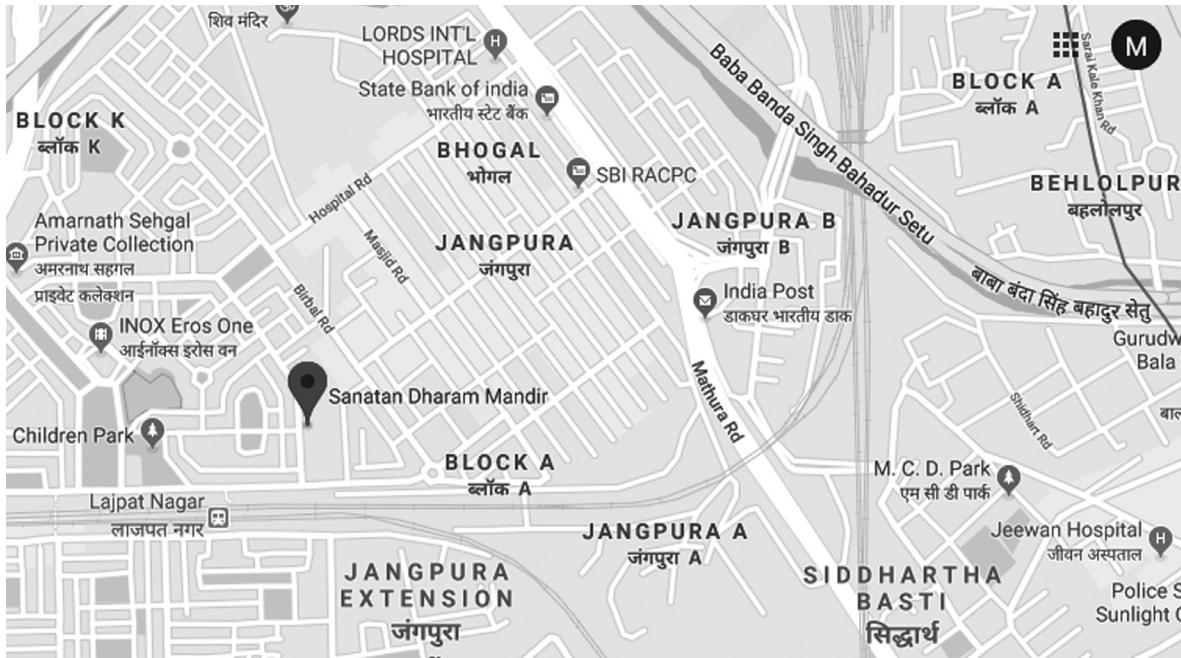 शिव मंदिर
LORDS INT'L
HOSPITAL
M
State Bank of india
भारतीय स्टेट बैंक
BLOCK A
ब्लॉक A
Sarai Kale Khan Rd
Baba Banda Singh Bahadur Setu
BLOCK K
ब्लॉक K
BHOGAL
भोगल
SBI RACPC
BEHLOLPUR
बहलोलपुर
Hospital Rd
JANGPURA B
जंगपुरा B
Amarnath Sehgal
Private Collection
अमरनाथ सहगल
प्राइवेट कलेक्शन
Masjid Rd
JANGPURA
जंगपुरा
बाबा बंदा सिंह बहादुर सेतु
Birbal Rd
India Post
डाकघर भारतीय डाक
INOX Eros One
आईनॉक्स इरोस वन
Gurudw
Bala
Sanatan Dharam Mandir
Mathura Rd
Shidhart Rd
बाल
Children Park
BLOCK A
ब्लॉक A
M. C. D. Park
एम सी डी पार्क
Lajpat Nagar
लाजपत नगर
JANGPURA A
जंगपुरा A
Jeewan Hospital
जीवन अस्पताल
JANGPURA
EXTENSION
जंगपुरा
SIDDHARTHA
BASTI
सिद्धार्थ
Police S
Sunlight C